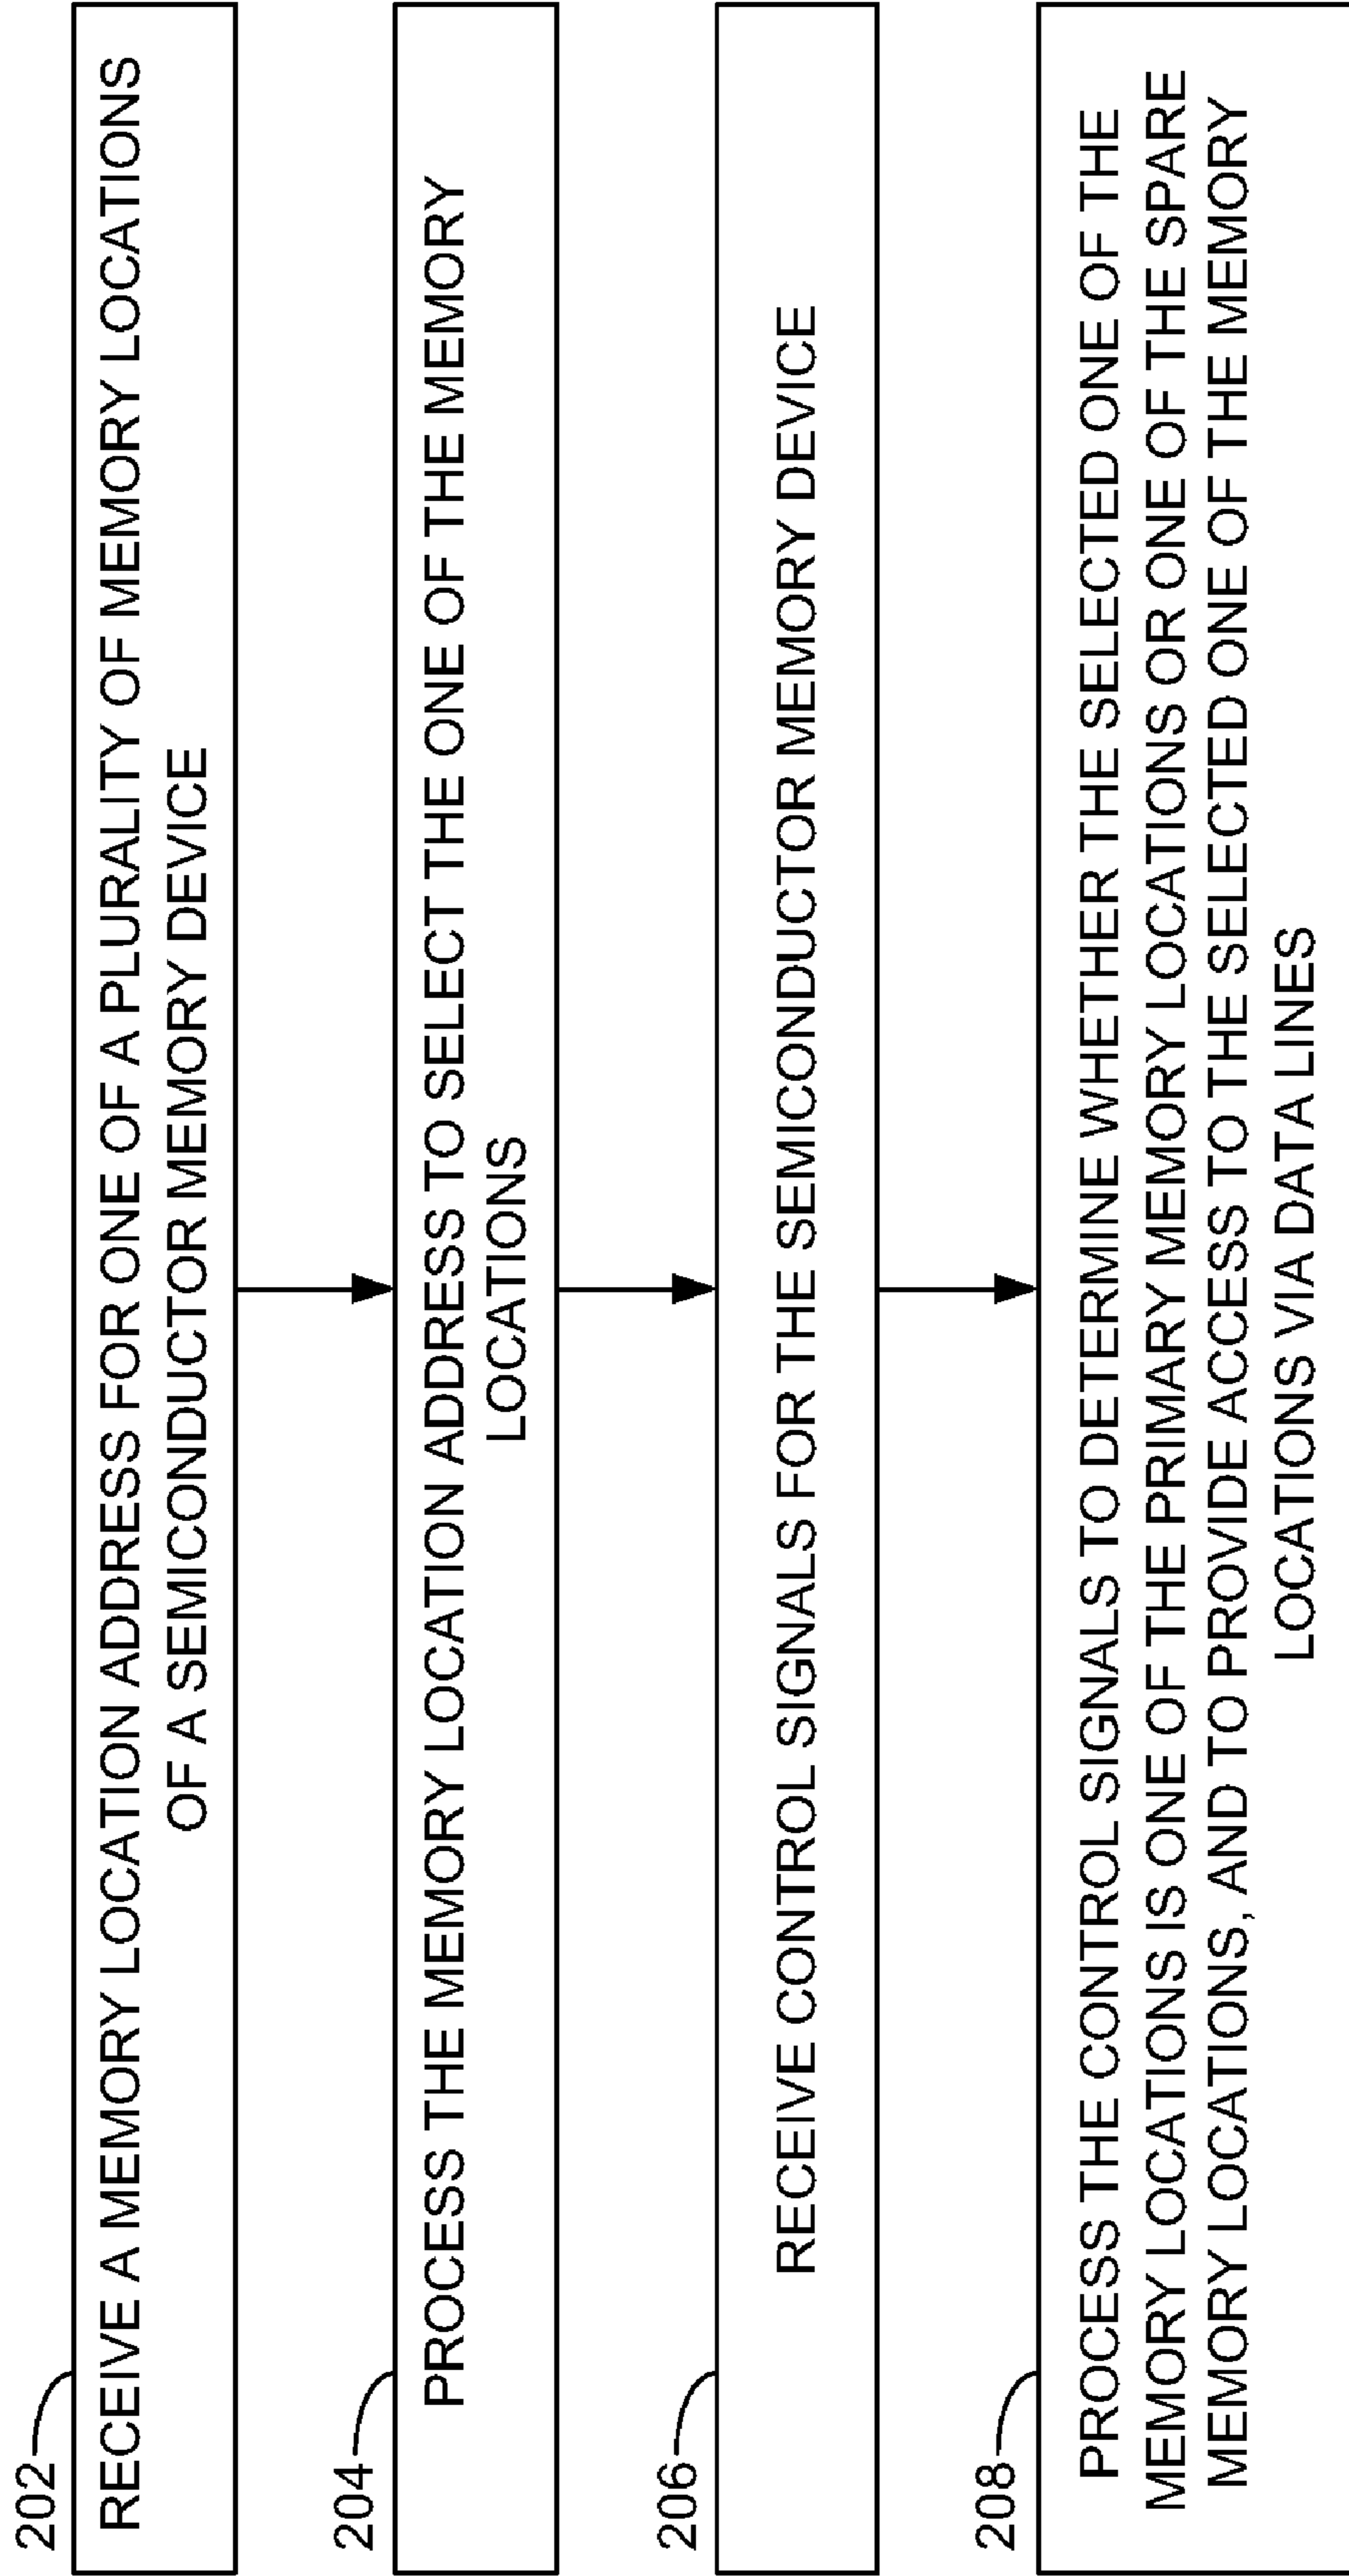 202
RECEIVE A MEMORY LOCATION ADDRESS FOR ONE OF A PLURALITY OF MEMORY LOCATIONS
OF A SEMICONDUCTOR MEMORY DEVICE
204
PROCESS THE MEMORY LOCATION ADDRESS TO SELECT THE ONE OF THE MEMORY
LOCATIONS
206
RECEIVE CONTROL SIGNALS FOR THE SEMICONDUCTOR MEMORY DEVICE
208
PROCESS THE CONTROL SIGNALS TO DETERMINE WHETHER THE SELECTED ONE OF THE
MEMORY LOCATIONS IS ONE OF THE PRIMARY MEMORY LOCATIONS OR ONE OF THE SPARE
MEMORY LOCATIONS, AND TO PROVIDE ACCESS TO THE SELECTED ONE OF THE MEMORY
LOCATIONS VIA DATA LINES